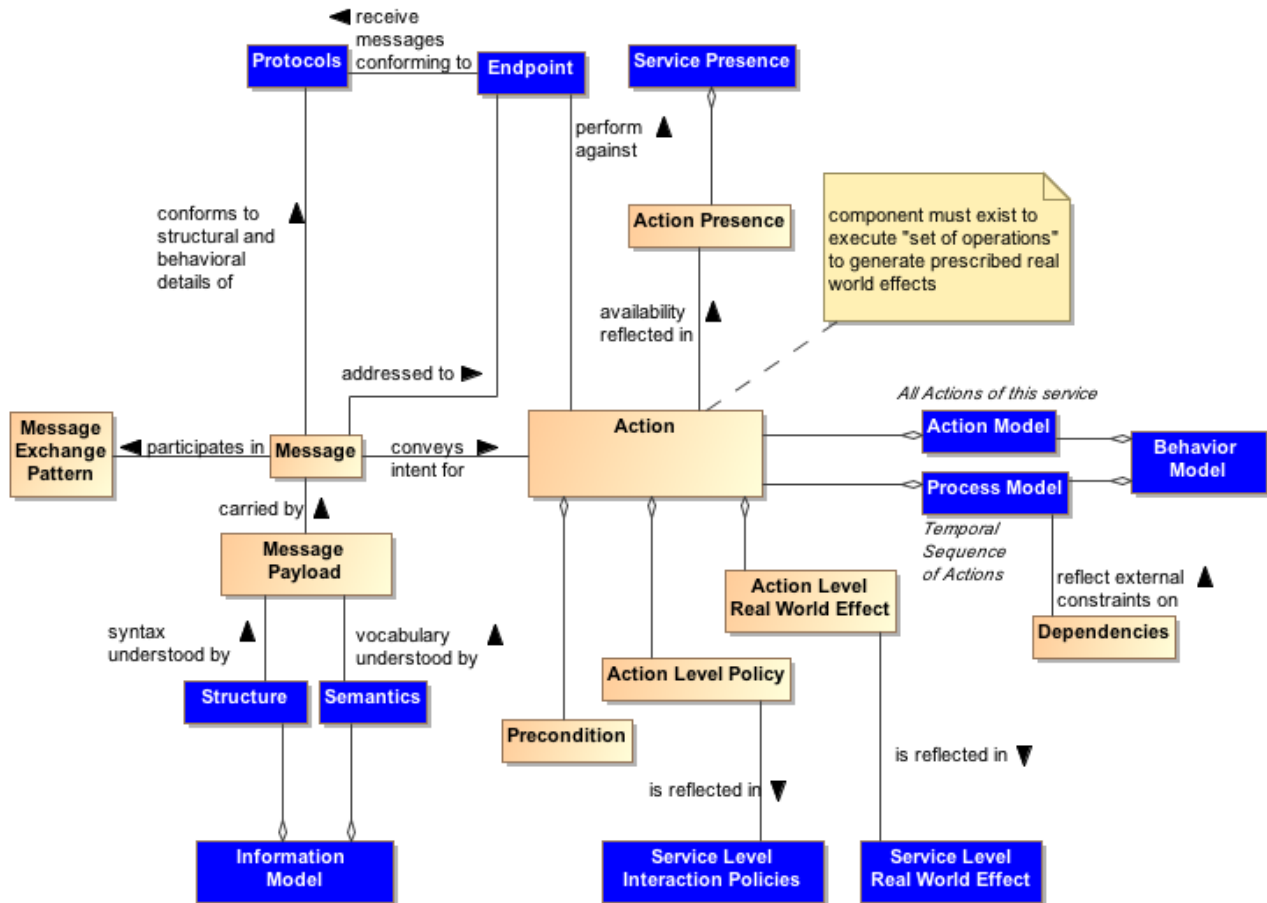 receive
messages
conforming to
Protocols
Endpoint
Service Presence
perform
against
conforms to
structural and
behavioral
details of
Action Presence
component must exist to
execute "set of operations"
to generate prescribed real
world effects
availability
reflected in
addressed to
All Actions of this service
Message
Exchange
Pattern
participates in
Message
conveys
intent for
Action
Action Model
Behavior
Model
Process Model
carried by
Temporal
Sequence
of Actions
Message
Payload
Action Level
Real World Effect
reflect external
constraints on
syntax
understood by
vocabulary
understood by
Dependencies
Action Level Policy
Structure
Semantics
Precondition
is reflected in
is reflected in
Information
Model
Service Level
Interaction Policies
Service Level
Real World Effect